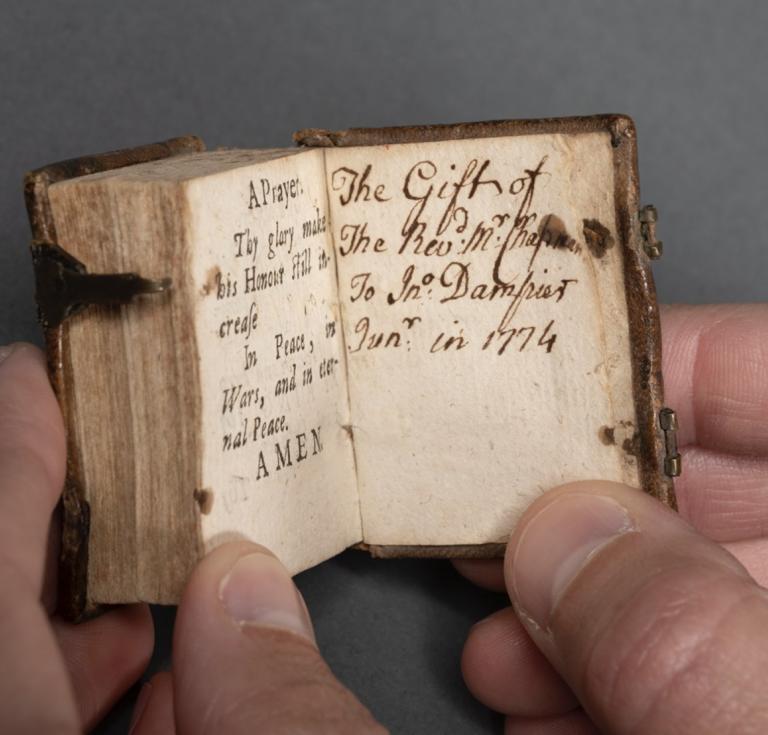 A Prayer.
Thy glory make
his Honour ſtill in-
creaſe
In Peace, in
Wars, and in eter-
nal Peace.
AMEN.
The Gift of
The Revd. Mr. Chapman
To Jno. Dampier
Junr. in 1774